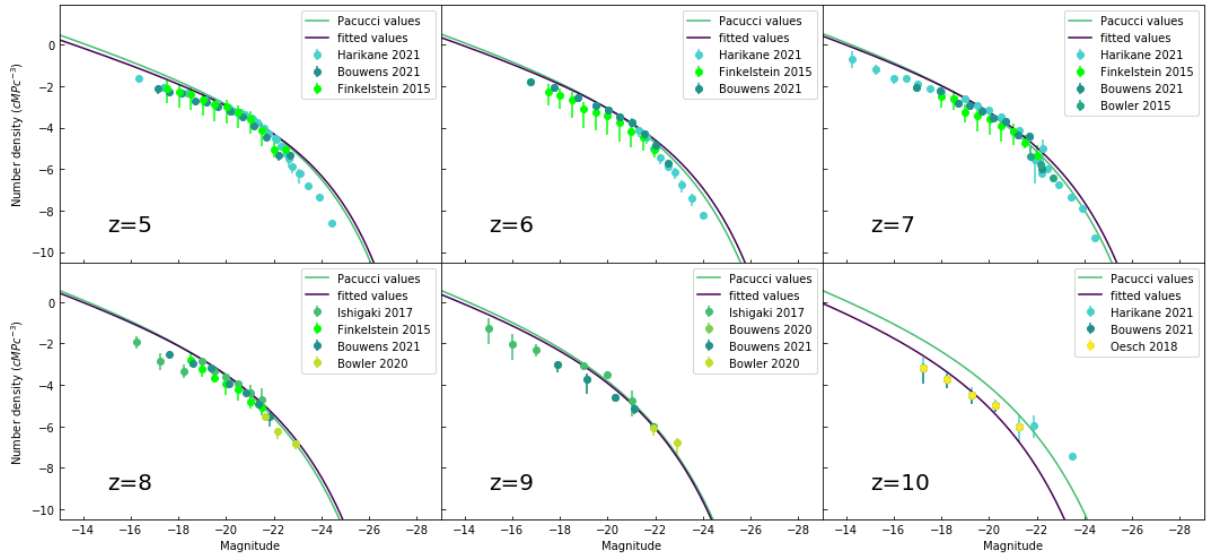 Pacucci values
fitted values
Harikane 2021
Bouwens 2021
Finkelstein 2015
z=5
0
−2
−4
−6
−8
−10
Number density (cMPc⁻³)
Pacucci values
fitted values
Harikane 2021
Finkelstein 2015
Bouwens 2021
z=6
Pacucci values
fitted values
Harikane 2021
Finkelstein 2015
Bouwens 2021
Bowler 2015
z=7
Pacucci values
fitted values
Ishigaki 2017
Finkelstein 2015
Bouwens 2021
Bowler 2020
z=8
0
−2
−4
−6
−8
−10
Number density (cMPc⁻³)
−14 −16 −18 −20 −22 −24 −26 −28
Magnitude
Pacucci values
fitted values
Ishigaki 2017
Bouwens 2020
Bouwens 2021
Bowler 2020
z=9
−14 −16 −18 −20 −22 −24 −26 −28
Magnitude
Pacucci values
fitted values
Harikane 2021
Bouwens 2021
Oesch 2018
z=10
−14 −16 −18 −20 −22 −24 −26 −28
Magnitude